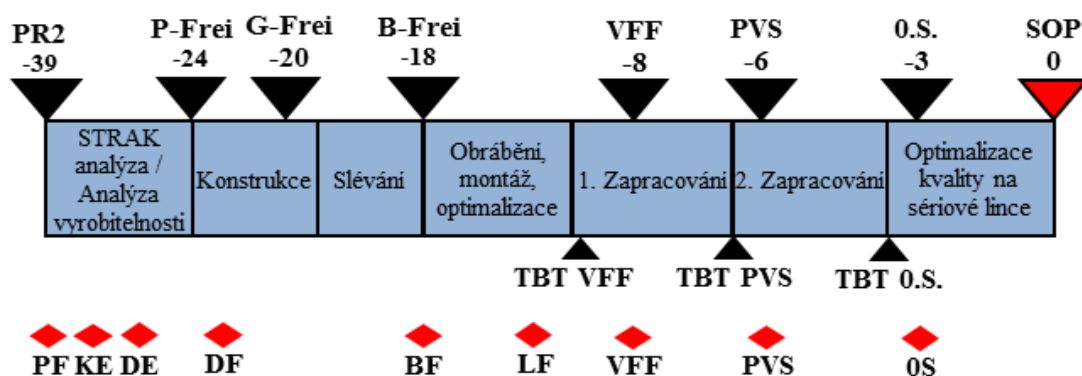 PR2 P-Frei G-Frei B-Frei VFF PVS 0.S. SOP
-39 -24 -20 -18 -8 -6 -3 0
STRAK
analýza /
Analýza
vyrobitelnosti
Konstrukce
Slévání
Obrábění,
montáž,
optimalizace
1. Zapracování
2. Zapracování
Optimalizace
kvality na
sériové lince
TBT VFF TBT PVS TBT 0.S.
PF KE DE DF BF LF VFF PVS 0S